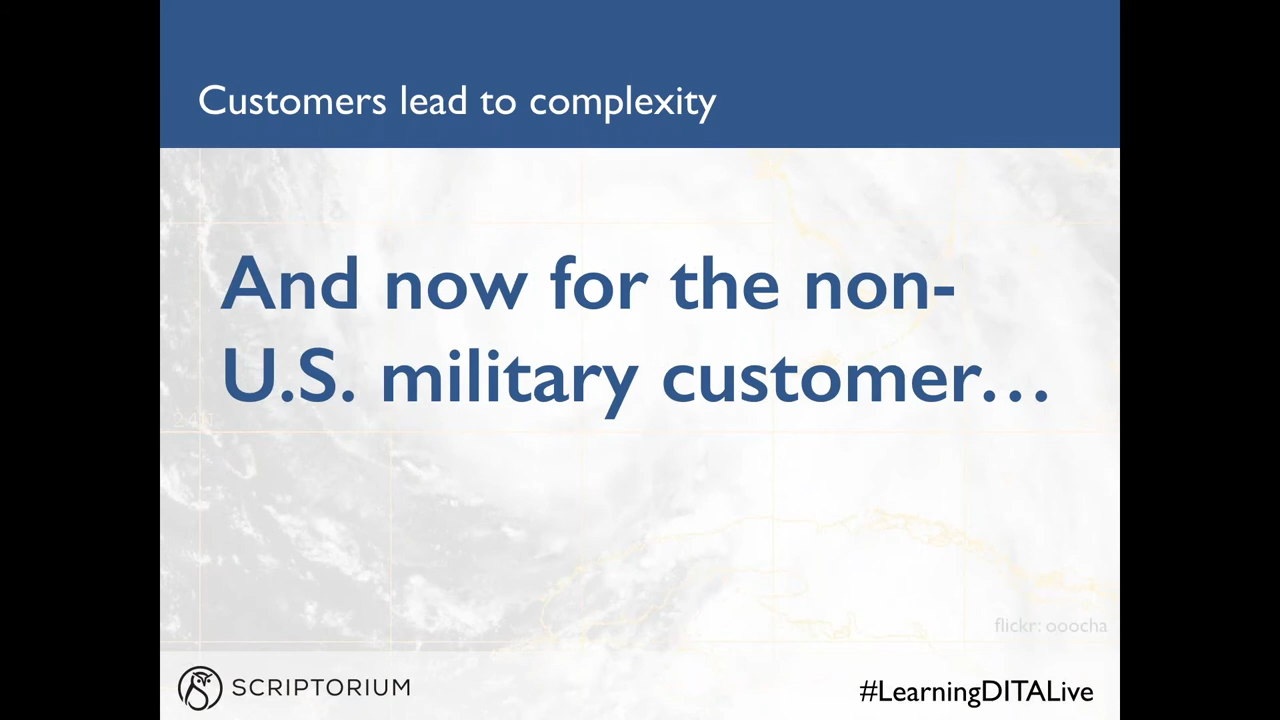 Customers lead to complexity
And now for the non-
U.S. military customer…
flickr: ooocha
SCRIPTORIUM
#LearningDITALive